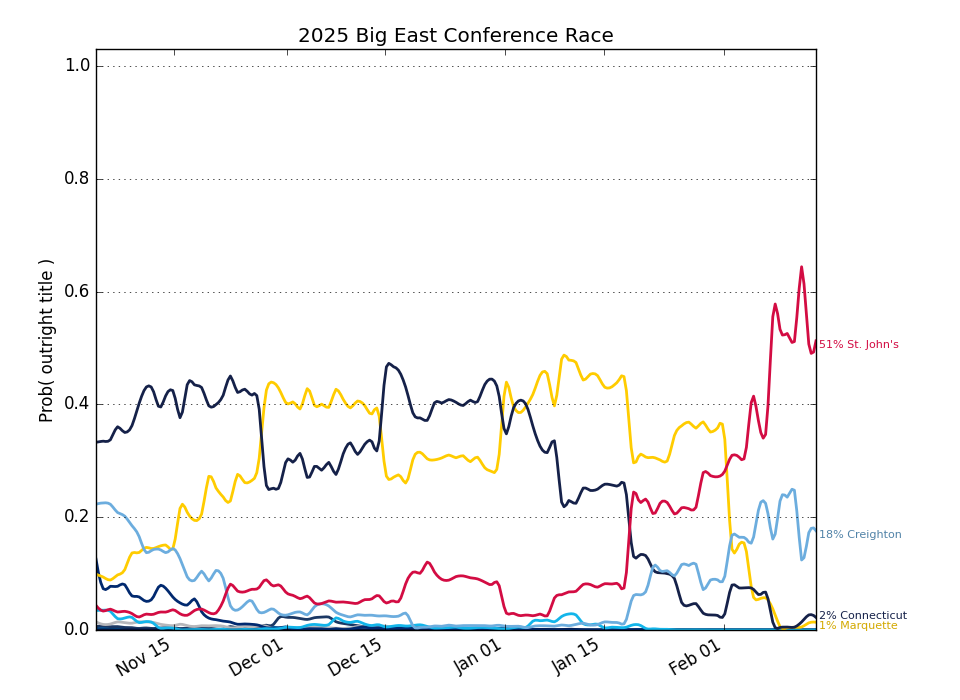 2025 Big East Conference Race
Prob( outright title )
1.0
0.8
0.6
0.4
0.2
0.0
51% St. John's
18% Creighton
2% Connecticut
1% Marquette
Nov 15
Dec 01
Dec 15
Jan 01
Jan 15
Feb 01